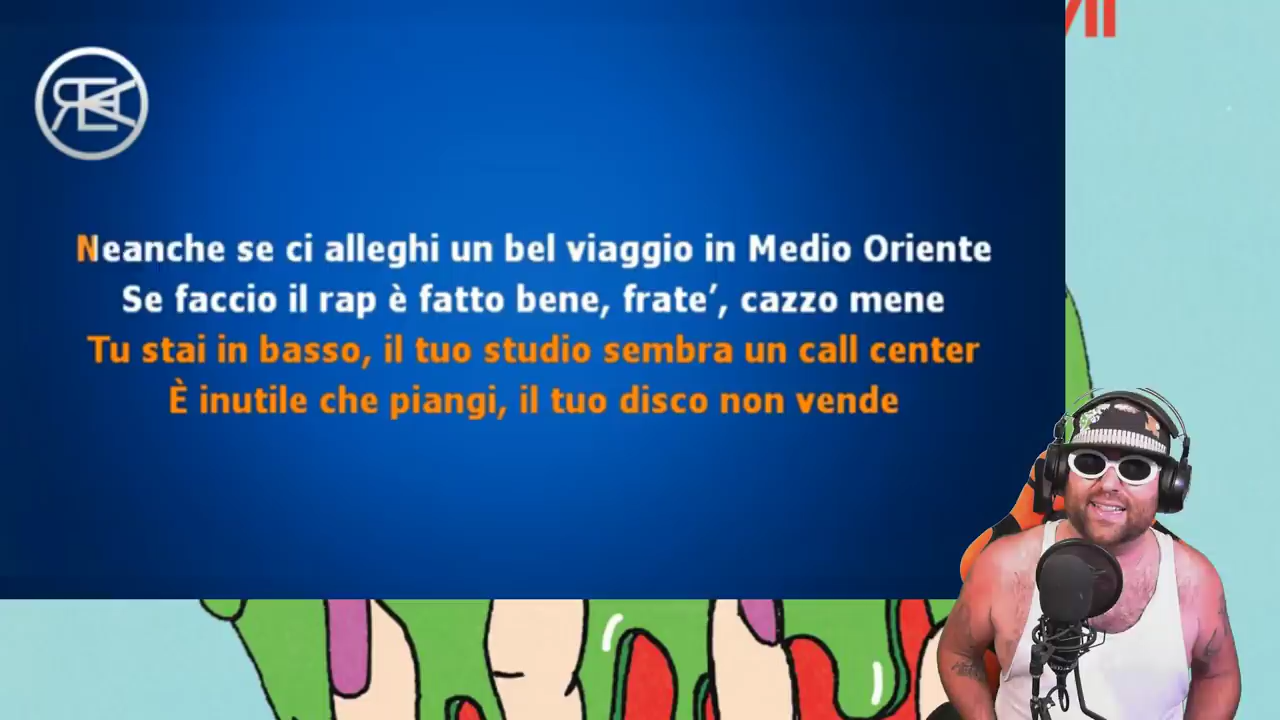 Neanche se ci alleghi un bel viaggio in Medio Oriente
Se faccio il rap è fatto bene, frate’, cazzo mene
Tu stai in basso, il tuo studio sembra un call center
È inutile che piangi, il tuo disco non vende